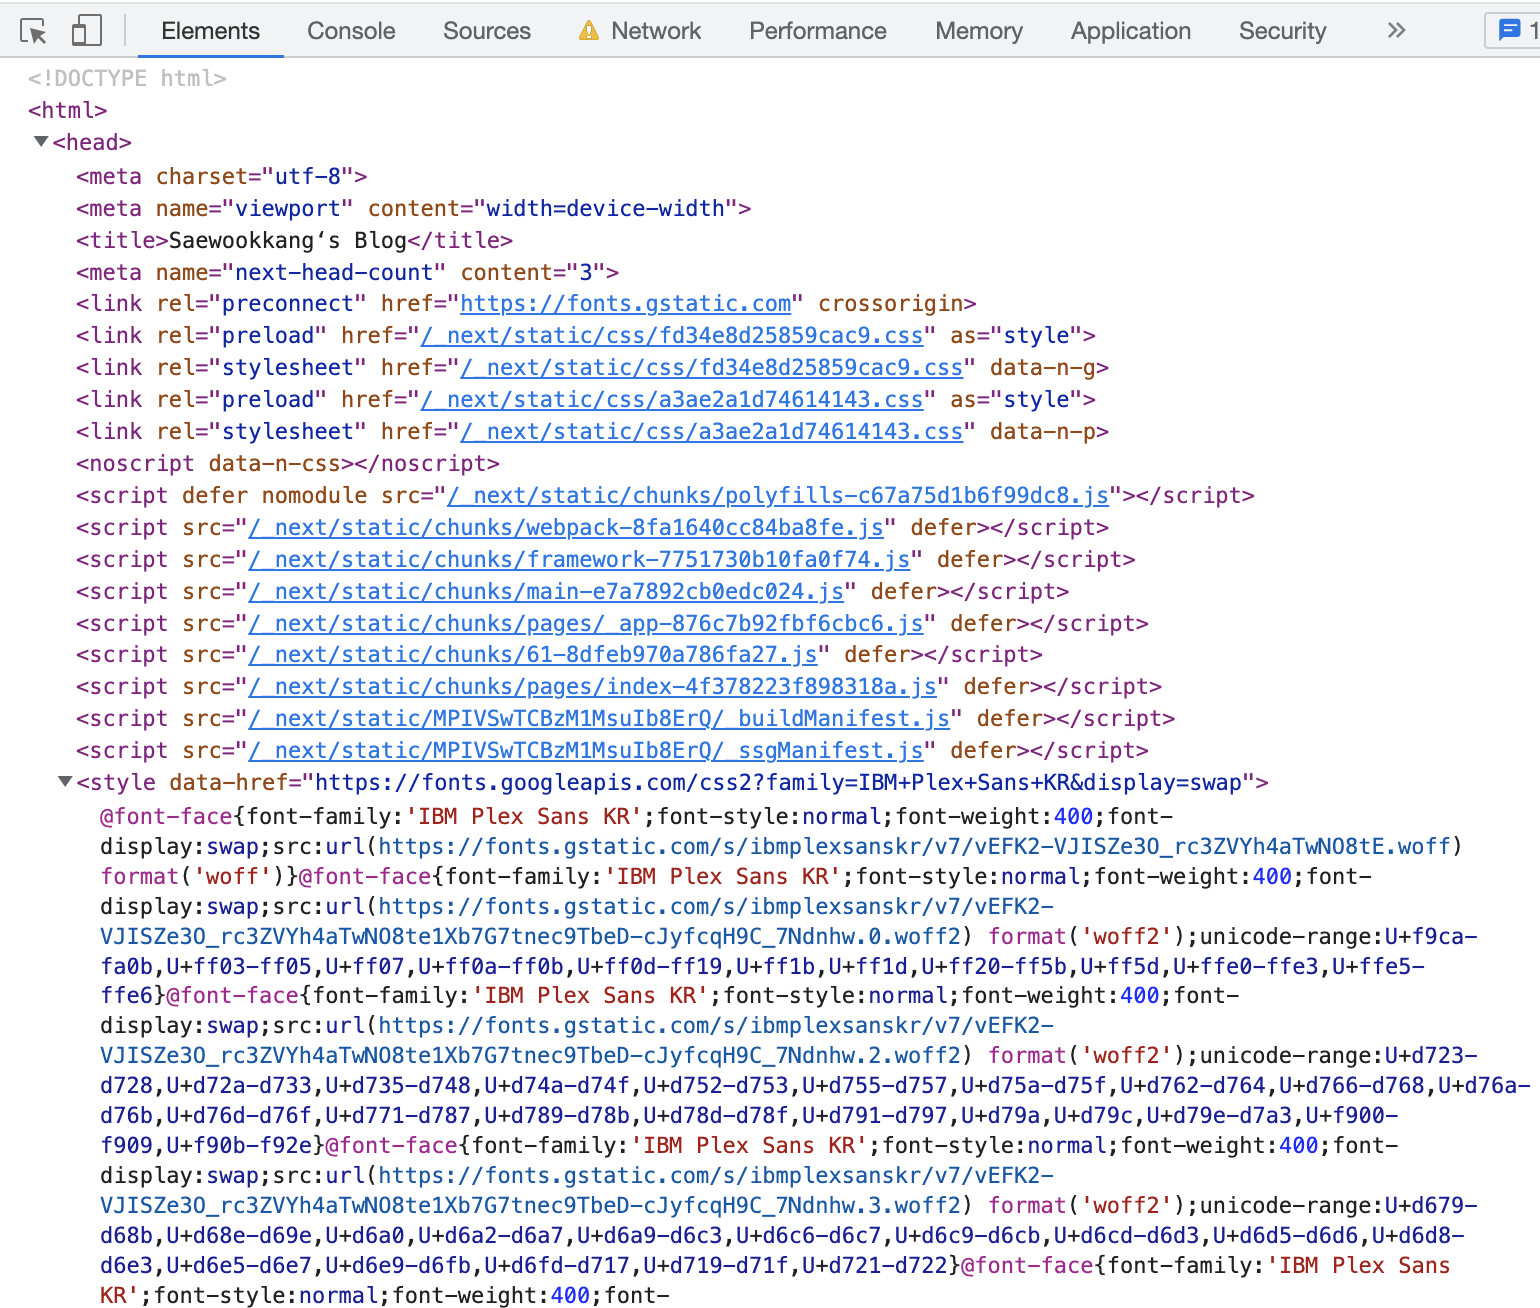 Elements Console Sources Network Performance Memory Application Security » 1
<!DOCTYPE html>
<html>
▼<head>
<meta charset="utf-8">
<meta name="viewport" content="width=device-width">
<title>Saewookkang‘s Blog</title>
<meta name="next-head-count" content="3">
<link rel="preconnect" href="https://fonts.gstatic.com" crossorigin>
<link rel="preload" href="/_next/static/css/fd34e8d25859cac9.css" as="style">
<link rel="stylesheet" href="/_next/static/css/fd34e8d25859cac9.css" data-n-g>
<link rel="preload" href="/_next/static/css/a3ae2a1d74614143.css" as="style">
<link rel="stylesheet" href="/_next/static/css/a3ae2a1d74614143.css" data-n-p>
<noscript data-n-css></noscript>
<script defer nomodule src="/_next/static/chunks/polyfills-c67a75d1b6f99dc8.js"></script>
<script src="/_next/static/chunks/webpack-8fa1640cc84ba8fe.js" defer></script>
<script src="/_next/static/chunks/framework-7751730b10fa0f74.js" defer></script>
<script src="/_next/static/chunks/main-e7a7892cb0edc024.js" defer></script>
<script src="/_next/static/chunks/pages/_app-876c7b92fbf6cbc6.js" defer></script>
<script src="/_next/static/chunks/61-8dfeb970a786fa27.js" defer></script>
<script src="/_next/static/chunks/pages/index-4f378223f898318a.js" defer></script>
<script src="/_next/static/MPIVSwTCBzM1MsuIb8ErQ/_buildManifest.js" defer></script>
<script src="/_next/static/MPIVSwTCBzM1MsuIb8ErQ/_ssgManifest.js" defer></script>
▼<style data-href="https://fonts.googleapis.com/css2?family=IBM+Plex+Sans+KR&display=swap">
@font-face{font-family:'IBM Plex Sans KR';font-style:normal;font-weight:400;font-
display:swap;src:url(https://fonts.gstatic.com/s/ibmplexsanskr/v7/vEFK2-VJISZe3O_rc3ZVYh4aTwNO8tE.woff)
format('woff')}@font-face{font-family:'IBM Plex Sans KR';font-style:normal;font-weight:400;font-
display:swap;src:url(https://fonts.gstatic.com/s/ibmplexsanskr/v7/vEFK2-
VJISZe3O_rc3ZVYh4aTwNO8te1Xb7G7tnec9TbeD-cJyfcqH9C_7Ndnhw.0.woff2) format('woff2');unicode-range:U+f9ca-
fa0b,U+ff03-ff05,U+ff07,U+ff0a-ff0b,U+ff0d-ff19,U+ff1b,U+ff1d,U+ff20-ff5b,U+ff5d,U+ffe0-ffe3,U+ffe5-
ffe6}@font-face{font-family:'IBM Plex Sans KR';font-style:normal;font-weight:400;font-
display:swap;src:url(https://fonts.gstatic.com/s/ibmplexsanskr/v7/vEFK2-
VJISZe3O_rc3ZVYh4aTwNO8te1Xb7G7tnec9TbeD-cJyfcqH9C_7Ndnhw.2.woff2) format('woff2');unicode-range:U+d723-
d728,U+d72a-d733,U+d735-d748,U+d74a-d74f,U+d752-d753,U+d755-d757,U+d75a-d75f,U+d762-d764,U+d766-d768,U+d76a-
d76b,U+d76d-d76f,U+d771-d787,U+d789-d78b,U+d78d-d78f,U+d791-d797,U+d79a,U+d79c,U+d79e-d7a3,U+f900-
f909,U+f90b-f92e}@font-face{font-family:'IBM Plex Sans KR';font-style:normal;font-weight:400;font-
display:swap;src:url(https://fonts.gstatic.com/s/ibmplexsanskr/v7/vEFK2-
VJISZe3O_rc3ZVYh4aTwNO8te1Xb7G7tnec9TbeD-cJyfcqH9C_7Ndnhw.3.woff2) format('woff2');unicode-range:U+d679-
d68b,U+d68e-d69e,U+d6a0,U+d6a2-d6a7,U+d6a9-d6c3,U+d6c6-d6c7,U+d6c9-d6cb,U+d6cd-d6d3,U+d6d5-d6d6,U+d6d8-
d6e3,U+d6e5-d6e7,U+d6e9-d6fb,U+d6fd-d717,U+d719-d71f,U+d721-d722}@font-face{font-family:'IBM Plex Sans
KR';font-style:normal;font-weight:400;font-